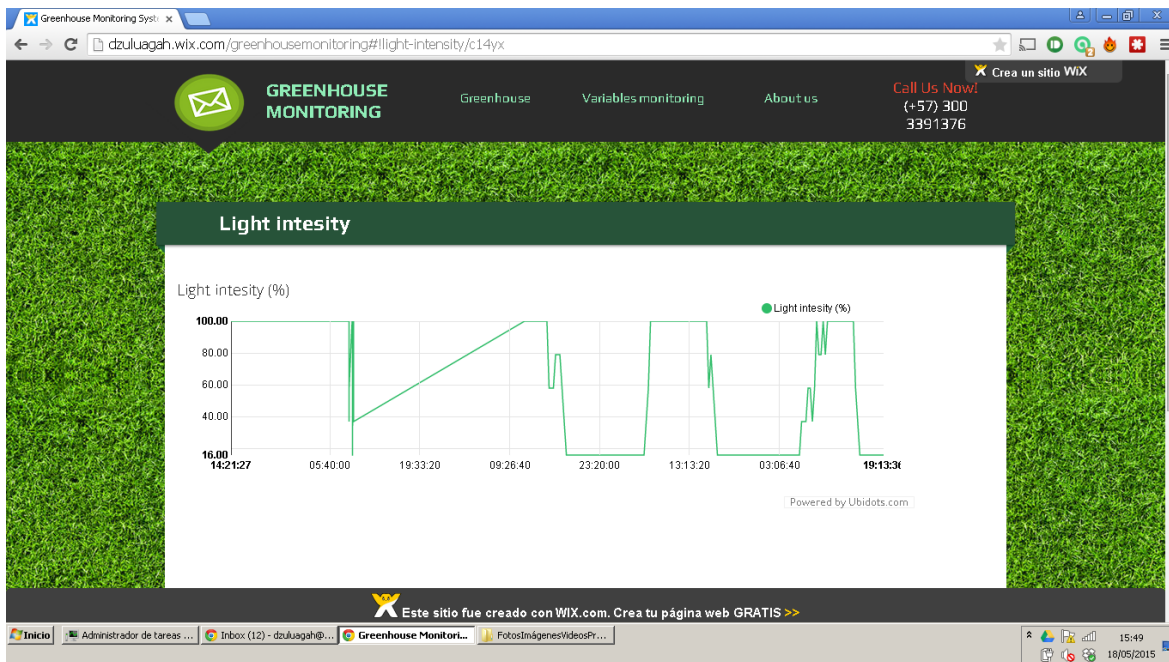 Greenhouse Monitoring Syst
dzuluagah.wix.com/greenhousemonitoring#!light-intensity/c14yx
Crea un sitio WiX
GREENHOUSE
MONITORING
Greenhouse
Variables monitoring
About us
Call Us Now!
(+57) 300
3391376
Light intesity
Light intesity (%)
Light intesity (%)
100.00
80.00
60.00
40.00
16.00
14:21:27 05:40:00 19:33:20 09:26:40 23:20:00 13:13:20 03:06:40 19:13:36
Powered by Ubidots.com
Este sitio fue creado con WIX.com. Crea tu página web GRATIS >>
Inicio
Administrador de tareas ...
Inbox (12) - dzuluagah@...
Greenhouse Monitori...
FotosImágenesVideosPr...
15:49
18/05/2015